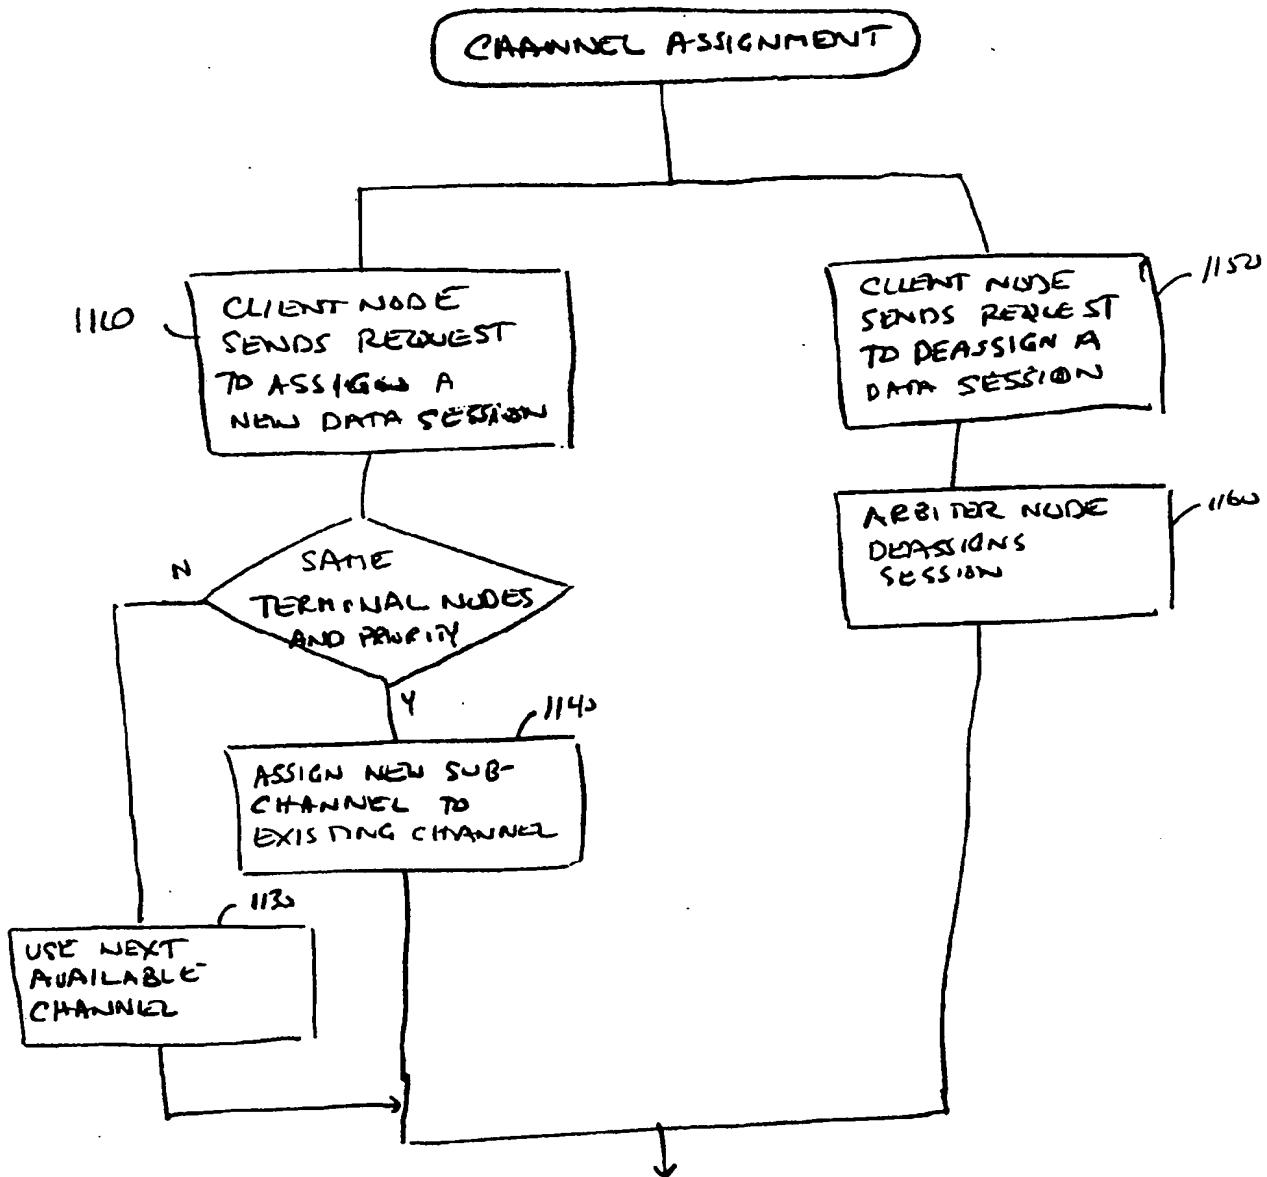 CHANNEL ASSIGNMENT
1110
CLIENT NODE
SENDS REQUEST
TO ASSIGN A
NEW DATA SESSION
1150
CLIENT NODE
SENDS REQUEST
TO DEASSIGN A
DATA SESSION
1160
ARBITER NODE
DEASSIGNS
SESSION
N
SAME
TERMINAL NODES
AND PRIORITY
Y
1140
ASSIGN NEW SUB-
CHANNEL TO
EXISTING CHANNEL
1130
USE NEXT
AVAILABLE
CHANNEL